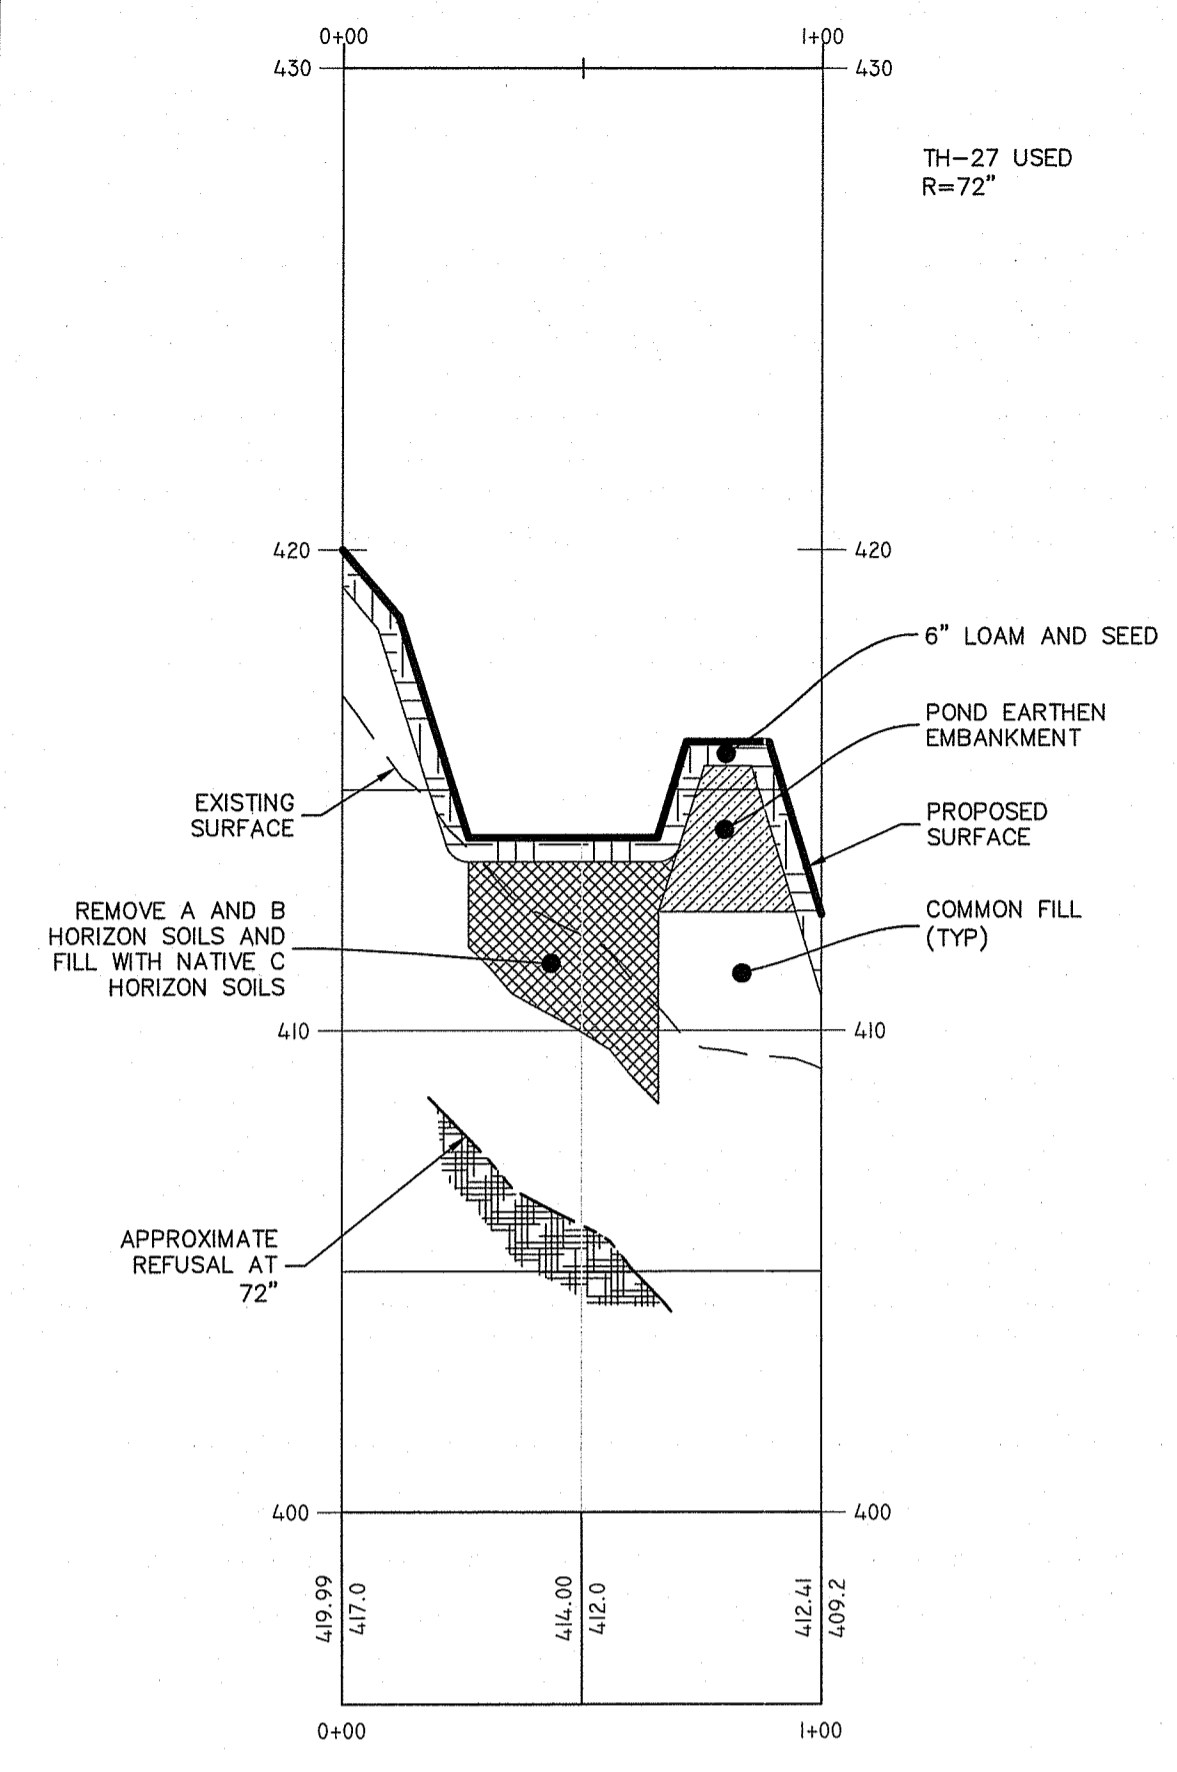 0+00
1+00
430
430
TH-27 USED
R=72"
420
420
6" LOAM AND SEED
POND EARTHEN
EMBANKMENT
EXISTING
SURFACE
PROPOSED
SURFACE
REMOVE A AND B
HORIZON SOILS AND
FILL WITH NATIVE C
HORIZON SOILS
COMMON FILL
(TYP)
410
410
APPROXIMATE
REFUSAL AT
72"
400
400
419.99
417.0
414.00
412.0
412.41
409.2
0+00
1+00